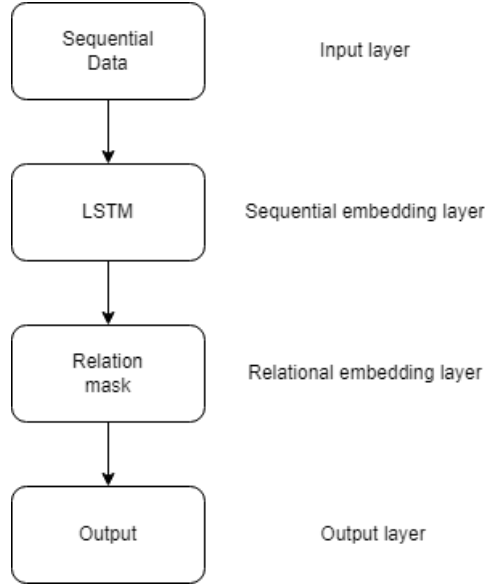 Sequential
Data
Input layer
LSTM
Sequential embedding layer
Relation
mask
Relational embedding layer
Output
Output layer